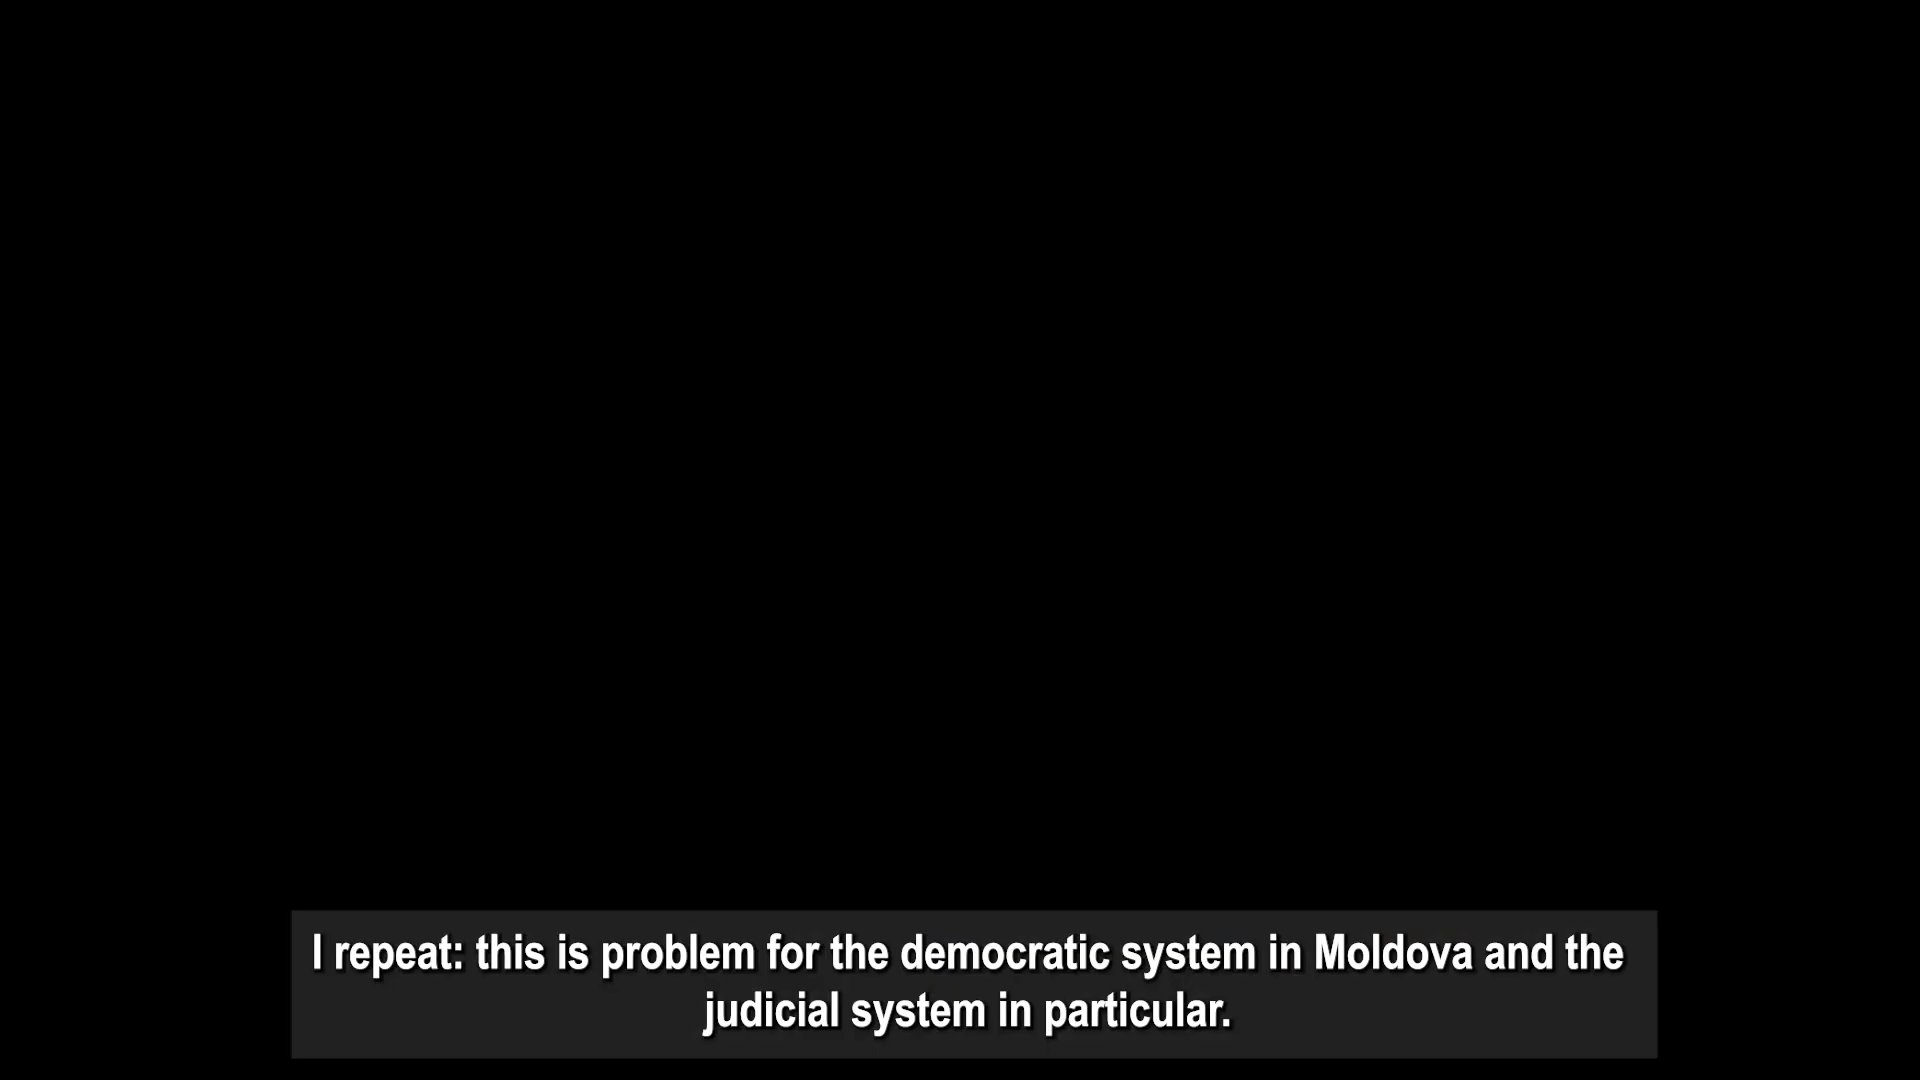 I repeat: this is problem for the democratic system in Moldova and the
judicial system in particular.